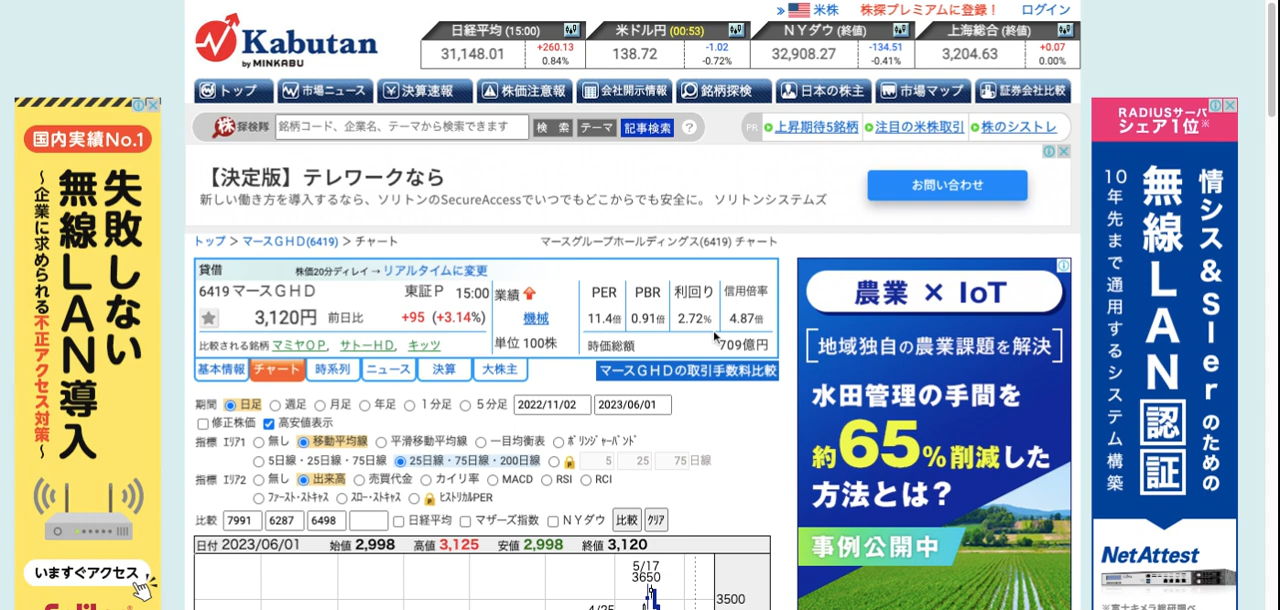 米株
株探プレミアムに登録！
ログイン
Kabutan
by MINKABU
日経平均 (15:00)
31,148.01
+260.13
0.84%
米ドル円 (00:53)
138.72
-1.02
-0.72%
ＮＹダウ (終値)
32,908.27
-134.51
-0.41%
上海総合 (終値)
3,204.63
+0.07
0.00%
トップ
市場ニュース
決算速報
株価注意報
会社開示情報
銘柄探検
日本の株主
市場マップ
証券会社比較
株探検隊
銘柄コード、企業名、テーマから検索できます
検 索
テーマ
記事検索
?
PR
上昇期待5銘柄
注目の米株取引
株のシストレ
【決定版】テレワークなら
新しい働き方を導入するなら、ソリトンのSecureAccessでいつでもどこからでも安全に。 ソリトンシステムズ
お問い合わせ
トップ > マースＧＨＤ(6419) > チャート
マースグループホールディングス(6419) チャート
貸借
株価20分ディレイ → リアルタイムに変更
6419 マースＧＨＤ
東証Ｐ 15:00
3,120円 前日比 +95 (+3.14%)
比較される銘柄 マミヤＯＰ, サトーＨＤ, キッツ
業績
機械
単位 100株
PER PBR 利回り 信用倍率
11.4倍 0.91倍 2.72% 4.87倍
時価総額 709億円
基本情報
チャート
時系列
ニュース
決算
大株主
マースＧＨＤの取引手数料比較
期間 日足 週足 月足 年足 １分足 ５分足 2022/11/02 2023/06/01
修正株価 高安値表示
指標 ｴﾘｱ1 無し 移動平均線 平滑移動平均線 一目均衡表 ﾎﾞﾘﾝｼﾞｬｰﾊﾞﾝﾄﾞ
5日線・25日線・75日線 25日線・75日線・200日線 5 25 75 日線
指標 ｴﾘｱ2 無し 出来高 売買代金 カイリ率 MACD RSI RCI
ﾌｧｰｽﾄ･ｽﾄｷｬｽ ｽﾛｰ･ｽﾄｷｬｽ ﾋｽﾄﾘｶﾙPER
比較 7991 6287 6498 日経平均 マザーズ指数 ＮＹダウ 比較 ｸﾘｱ
日付 2023/06/01 始値 2,998 高値 3,125 安値 2,998 終値 3,120
5/17
3650
3500
4/25
国内実績No.1
失敗しない
無線ＬＡＮ導入
～企業に求められる不正アクセス対策～
いますぐアクセス
農業 × IoT
地域独自の農業課題を解決
水田管理の手間を
約65%削減した
方法とは？
事例公開中
RADIUSサーバ
シェア1位※
情シス&SIerのための
無線ＬＡＮ認証
10年先まで通用するシステム構築
NetAttest
※富士キメラ総研調べ